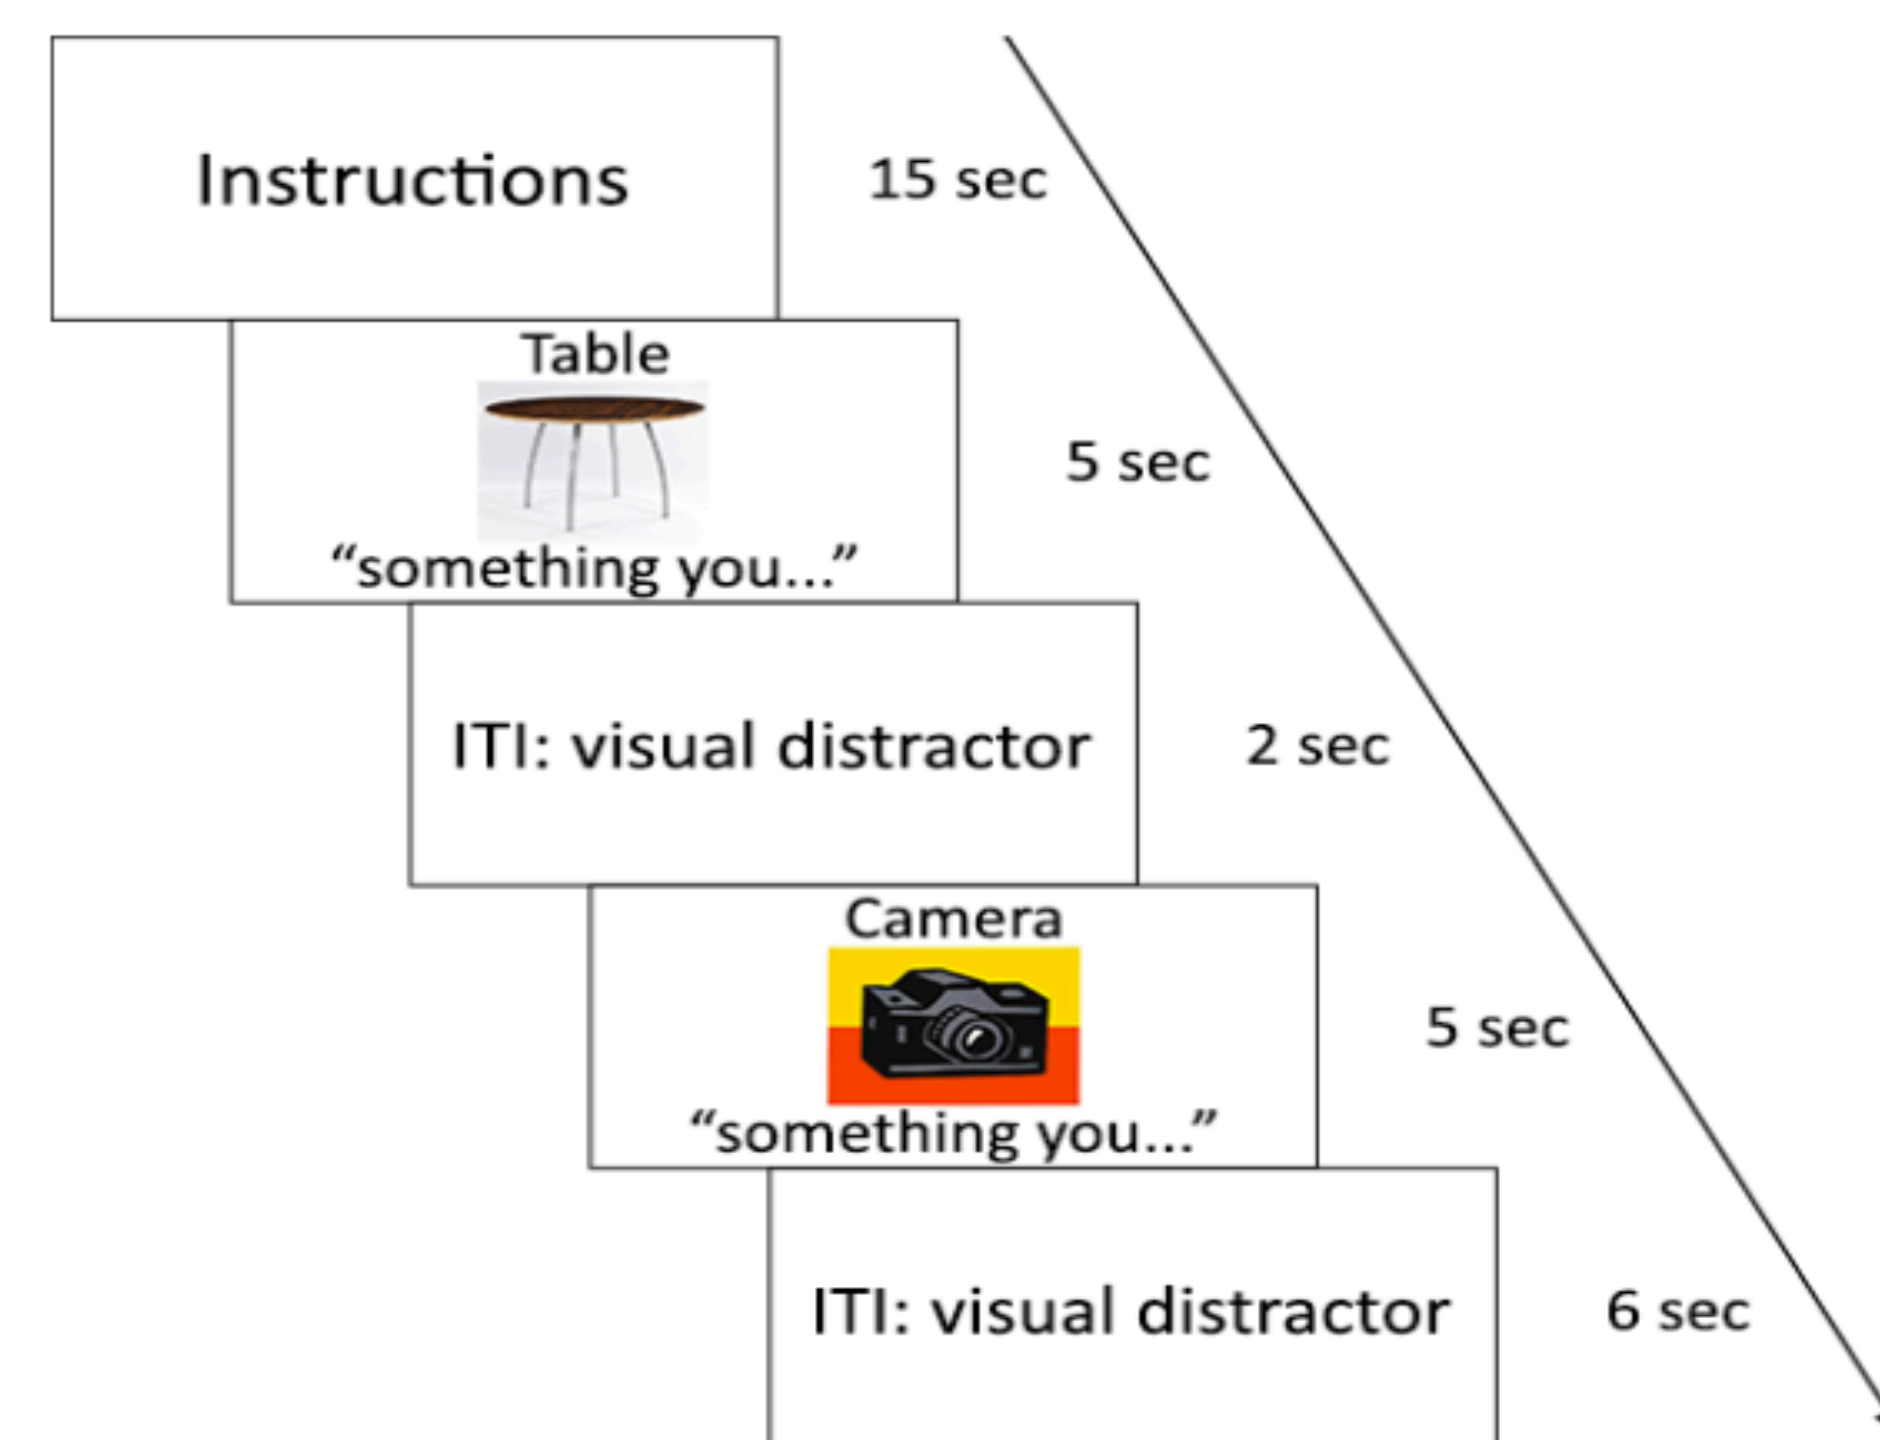 Instructions
15 sec
Table
5 sec
“something you...”
ITI: visual distractor
2 sec
Camera
5 sec
“something you...”
ITI: visual distractor
6 sec